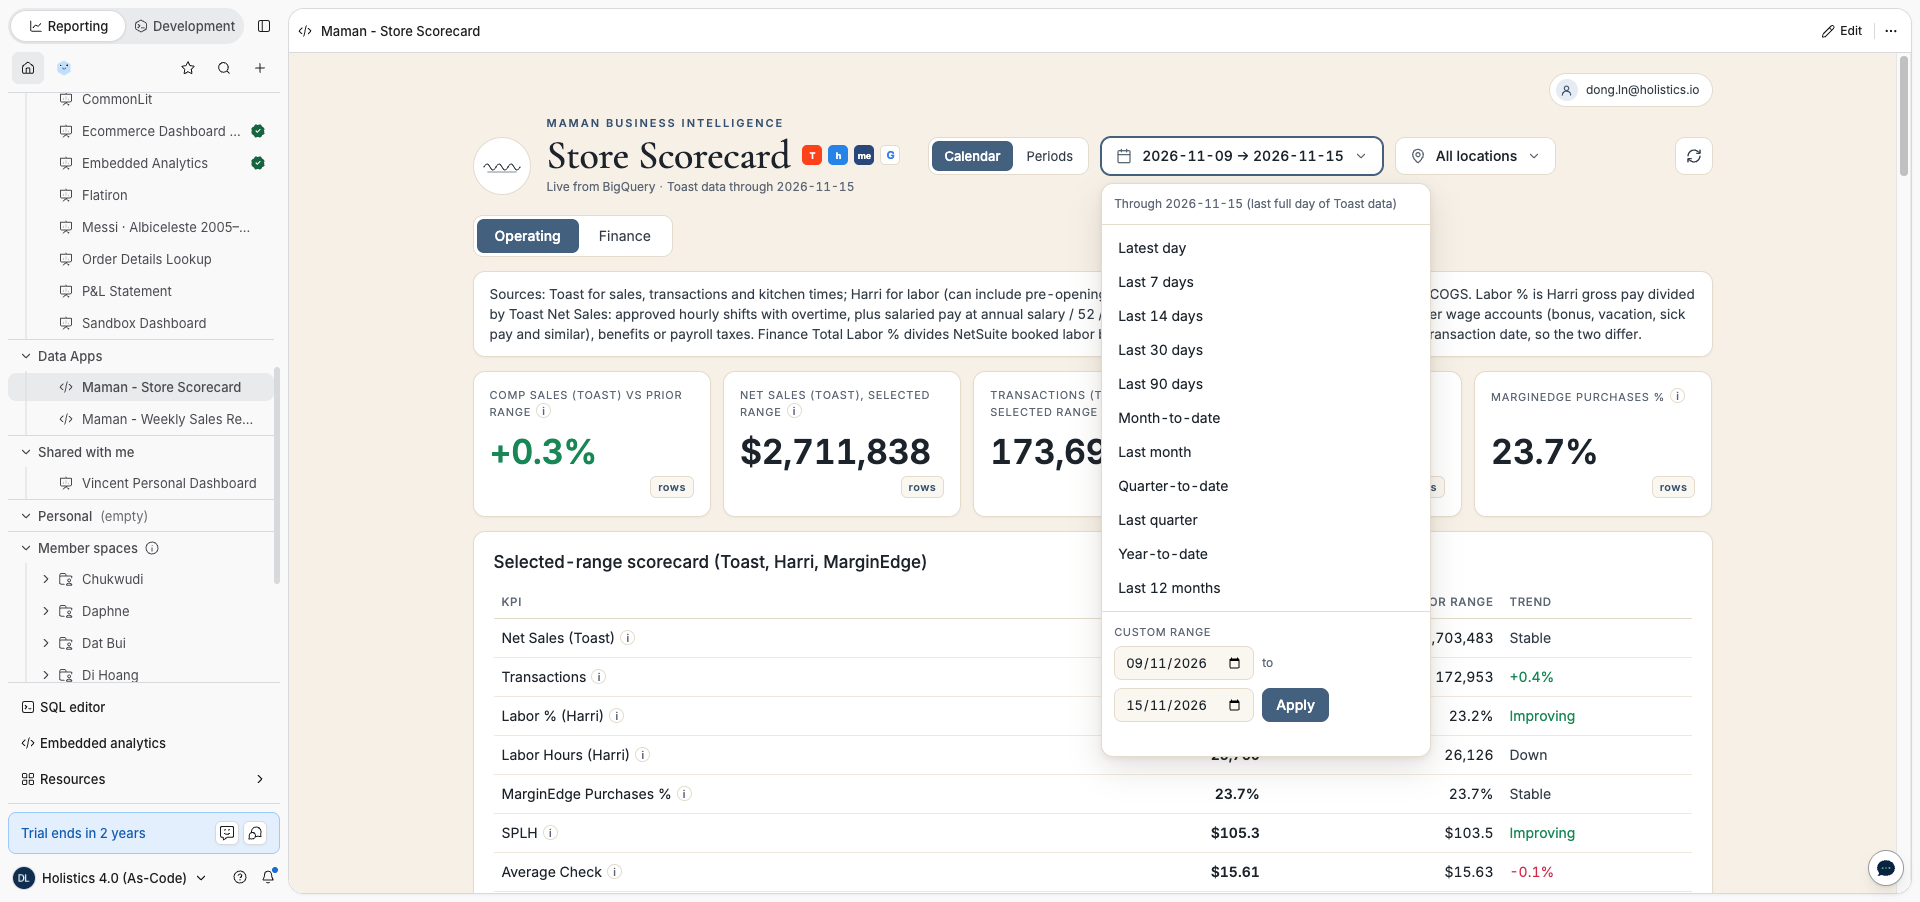 Reporting
Development
Maman - Store Scorecard
Edit
CommonLit
Ecommerce Dashboard ...
Embedded Analytics
Flatiron
Messi · Albiceleste 2005–...
Order Details Lookup
P&L Statement
Sandbox Dashboard
Data Apps
Maman - Store Scorecard
Maman - Weekly Sales Re...
Shared with me
Vincent Personal Dashboard
Personal (empty)
Member spaces
Chukwudi
Daphne
Dat Bui
Di Hoang
SQL editor
Embedded analytics
Resources
Trial ends in 2 years
DL Holistics 4.0 (As-Code)
dong.ln@holistics.io
MAMAN BUSINESS INTELLIGENCE
Store Scorecard T h me G
Live from BigQuery · Toast data through 2026-11-15
Calendar Periods
2026-11-09 → 2026-11-15
All locations
Operating Finance
Through 2026-11-15 (last full day of Toast data)
Latest day
Last 7 days
Last 14 days
Last 30 days
Last 90 days
Month-to-date
Last month
Quarter-to-date
Last quarter
Year-to-date
Last 12 months
CUSTOM RANGE
09/11/2026 to
15/11/2026 Apply
Sources: Toast for sales, transactions and kitchen times; Harri for labor (can include pre-opening COGS. Labor % is Harri gross pay divided
by Toast Net Sales: approved hourly shifts with overtime, plus salaried pay at annual salary / 52 / er wage accounts (bonus, vacation, sick
pay and similar), benefits or payroll taxes. Finance Total Labor % divides NetSuite booked labor ransaction date, so the two differ.
COMP SALES (TOAST) VS PRIOR
RANGE
+0.3%
rows
NET SALES (TOAST), SELECTED
RANGE
$2,711,838
rows
TRANSACTIONS (T
SELECTED RANGE
173,69
MARGINEDGE PURCHASES %
23.7%
rows
Selected-range scorecard (Toast, Harri, MarginEdge)
KPI OR RANGE TREND
Net Sales (Toast) ,703,483 Stable
Transactions 172,953 +0.4%
Labor % (Harri) 23.2% Improving
Labor Hours (Harri) 26,126 Down
MarginEdge Purchases % 23.7% 23.7% Stable
SPLH $105.3 $103.5 Improving
Average Check $15.61 $15.63 -0.1%